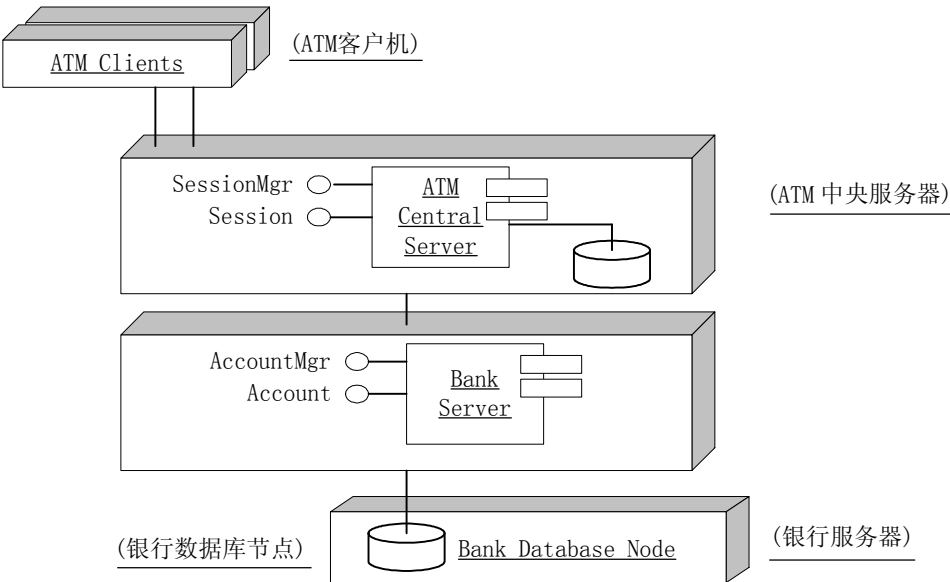 (ATM客户机)
ATM Clients
SessionMgr
Session
ATM
Central
Server
(ATM 中央服务器)
AccountMgr
Account
Bank
Server
(银行数据库节点)
Bank Database Node
(银行服务器)